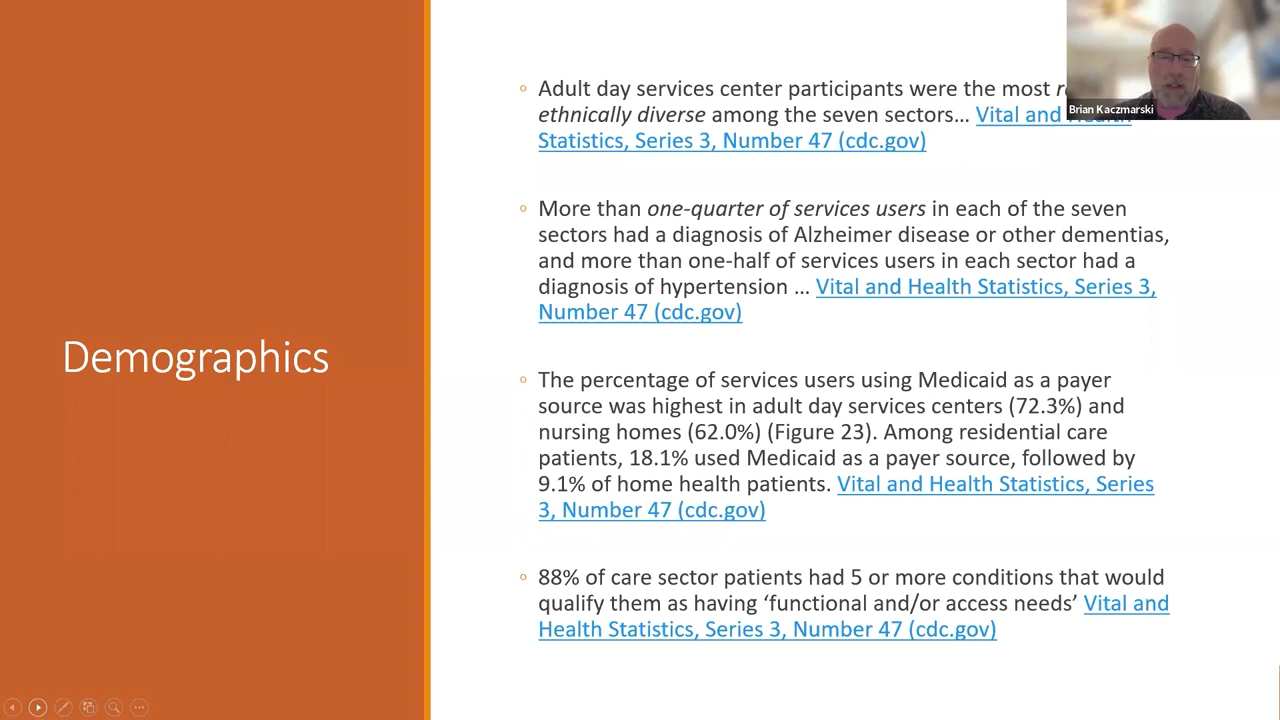 Demographics
Adult day services center participants were the most
ethnically diverse among the seven sectors… Vital and Health
Statistics, Series 3, Number 47 (cdc.gov)
More than one-quarter of services users in each of the seven
sectors had a diagnosis of Alzheimer disease or other dementias,
and more than one-half of services users in each sector had a
diagnosis of hypertension … Vital and Health Statistics, Series 3,
Number 47 (cdc.gov)
The percentage of services users using Medicaid as a payer
source was highest in adult day services centers (72.3%) and
nursing homes (62.0%) (Figure 23). Among residential care
patients, 18.1% used Medicaid as a payer source, followed by
9.1% of home health patients. Vital and Health Statistics, Series
3, Number 47 (cdc.gov)
88% of care sector patients had 5 or more conditions that would
qualify them as having ‘functional and/or access needs’ Vital and
Health Statistics, Series 3, Number 47 (cdc.gov)
Brian Kaczmarski